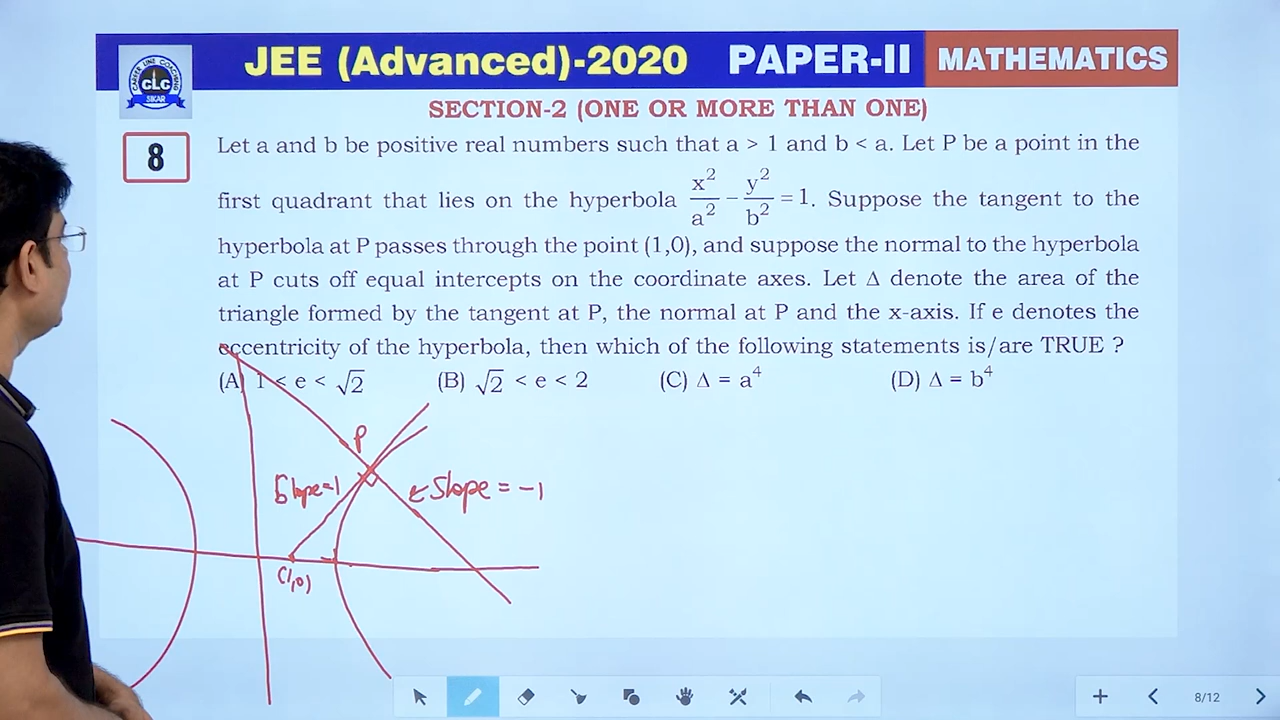 JEE (Advanced)-2020 PAPER-II MATHEMATICS
CAREER LINE COACHING
CLC
SIKAR
SECTION-2 (ONE OR MORE THAN ONE)
8
Let a and b be positive real numbers such that a > 1 and b < a. Let P be a point in the
first quadrant that lies on the hyperbola x²/a² − y²/b² = 1. Suppose the tangent to the
hyperbola at P passes through the point (1,0), and suppose the normal to the hyperbola
at P cuts off equal intercepts on the coordinate axes. Let Δ denote the area of the
triangle formed by the tangent at P, the normal at P and the x-axis. If e denotes the
eccentricity of the hyperbola, then which of the following statements is/are TRUE ?
(A) 1 < e < √2 (B) √2 < e < 2 (C) Δ = a⁴ (D) Δ = b⁴
P
Slope=1
Slope = -1
(1,0)
8/12